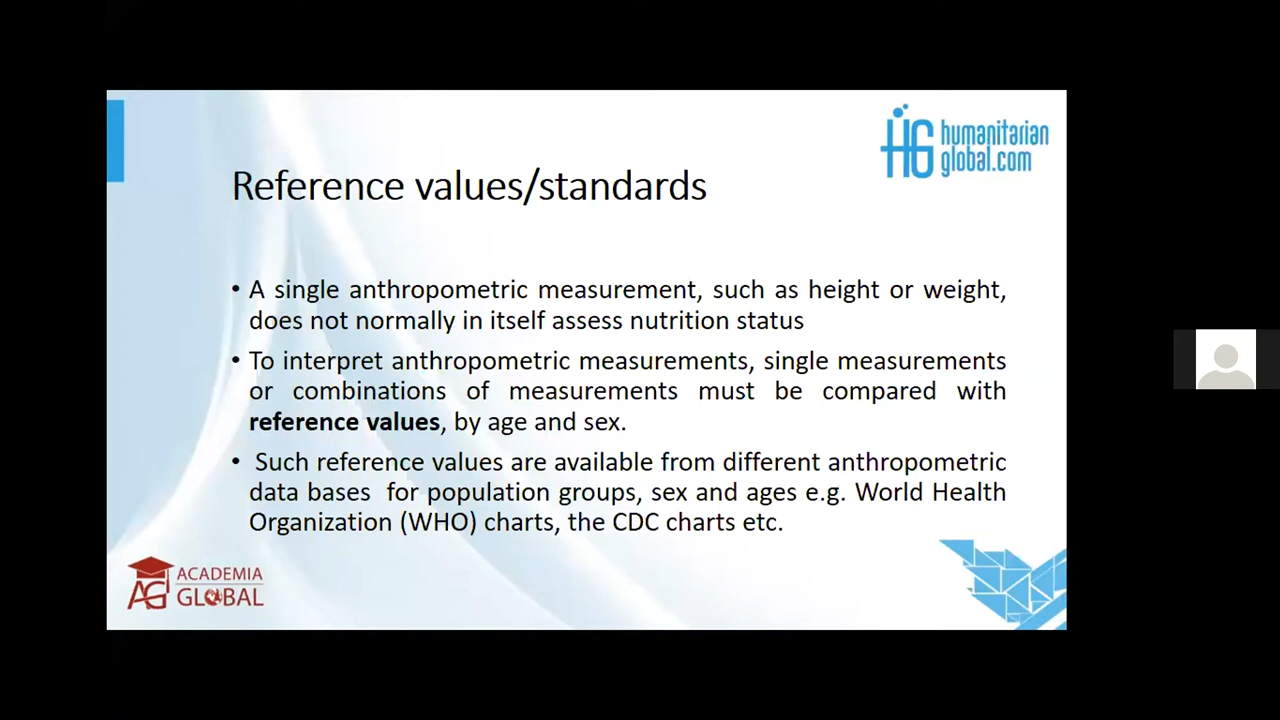 humanitarian
global.com
Reference values/standards
• A single anthropometric measurement, such as height or weight,
does not normally in itself assess nutrition status
• To interpret anthropometric measurements, single measurements
or combinations of measurements must be compared with
reference values, by age and sex.
• Such reference values are available from different anthropometric
data bases for population groups, sex and ages e.g. World Health
Organization (WHO) charts, the CDC charts etc.
HG
AG
ACADEMIA
GLOBAL